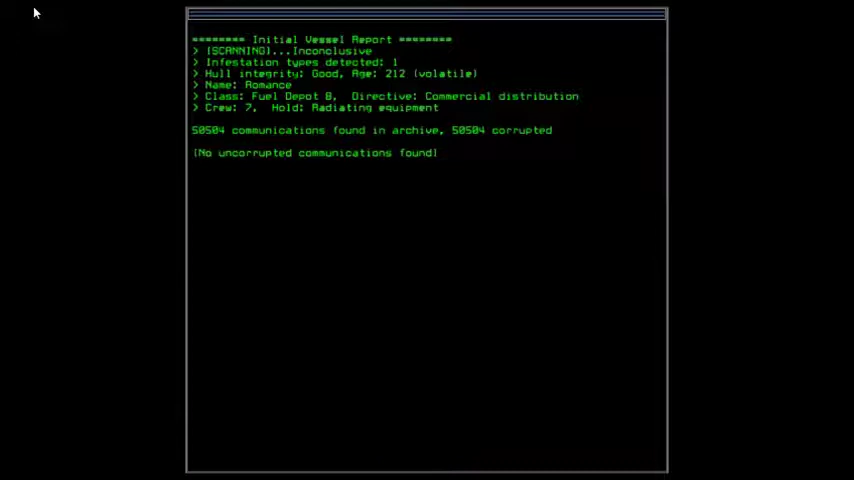 ======== Initial Vessel Report ========
> [SCANNING]...Inconclusive
> Infestation types detected: 1
> Hull integrity: Good, Age: 212 (volatile)
> Name: Romance
> Class: Fuel Depot B, Directive: Commercial distribution
> Crew: 7, Hold: Radiating equipment
50504 communications found in archive, 50504 corrupted
[No uncorrupted communications found]